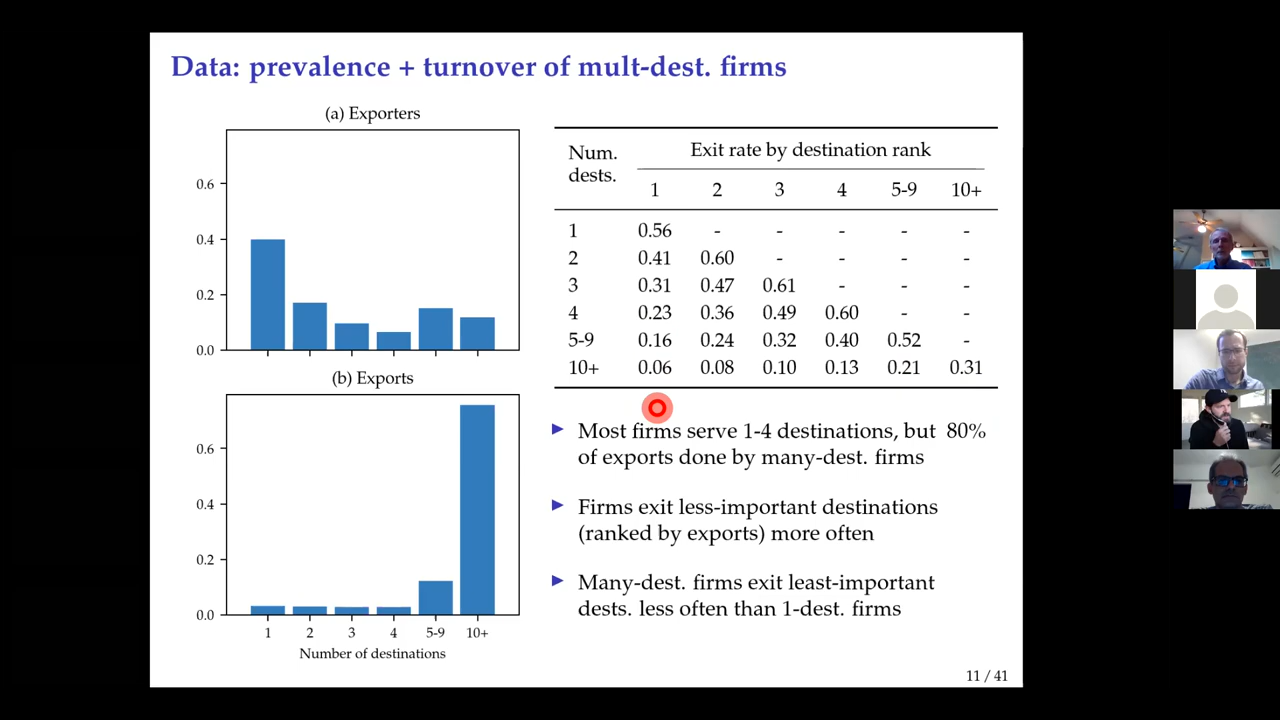 Data: prevalence + turnover of mult-dest. firms
(a) Exporters
0.6
0.4
0.2
0.0
(b) Exports
0.6
0.4
0.2
0.0
1 2 3 4 5-9 10+
Number of destinations
Num. dests. Exit rate by destination rank
1 2 3 4 5-9 10+
1 0.56 - - - - -
2 0.41 0.60 - - - -
3 0.31 0.47 0.61 - - -
4 0.23 0.36 0.49 0.60 - -
5-9 0.16 0.24 0.32 0.40 0.52 -
10+ 0.06 0.08 0.10 0.13 0.21 0.31
Most firms serve 1-4 destinations, but 80%
of exports done by many-dest. firms
Firms exit less-important destinations
(ranked by exports) more often
Many-dest. firms exit least-important
dests. less often than 1-dest. firms
11 / 41